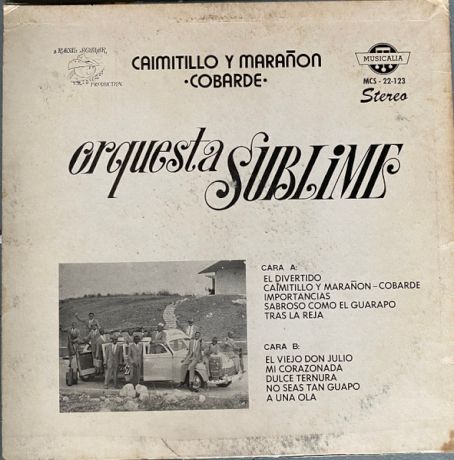 CAIMITILLO Y MARAÑON
•COBARDE•
MUSICALIA
MCS - 22-123
Stereo
PRODUCTION
orquesta SUBLIME
CARA A:
EL DIVERTIDO
CAIMITILLO Y MARAÑON - COBARDE
IMPORTANCIAS
SABROSO COMO EL GUARAPO
TRAS LA REJA
CARA B:
EL VIEJO DON JULIO
MI CORAZONADA
DULCE TERNURA
NO SEAS TAN GUAPO
A UNA OLA